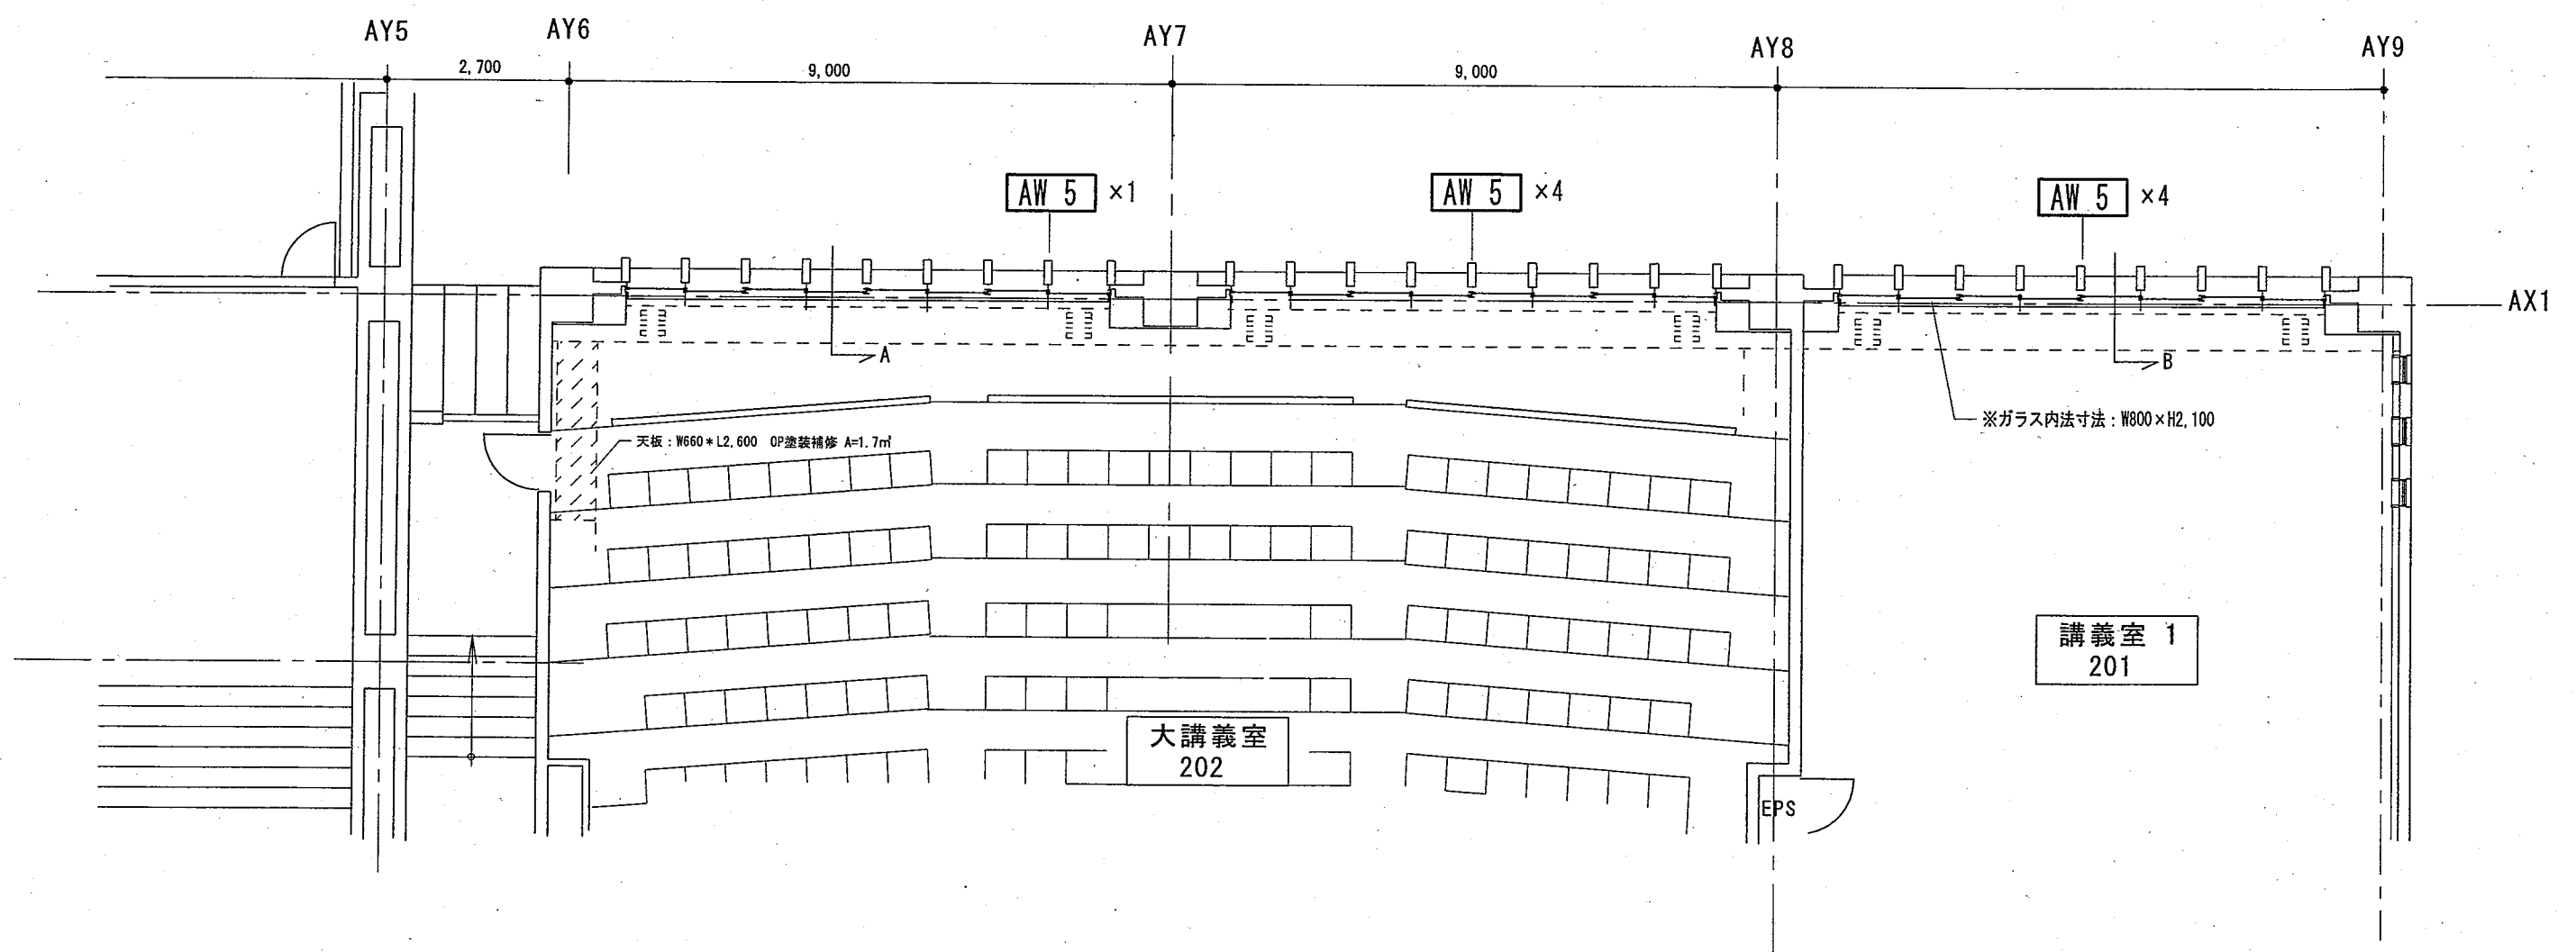 AY5
AY6
AY7
AY8
AY9
2,700
9,000
9,000
AW 5 ×1
AW 5 ×4
AW 5 ×4
AX1
A
B
※ガラス内法寸法：W800×H2,100
天板：W660*L2,600 OP塗装補修 A=1.7㎡
講義室 1
201
大講義室
202
EPS